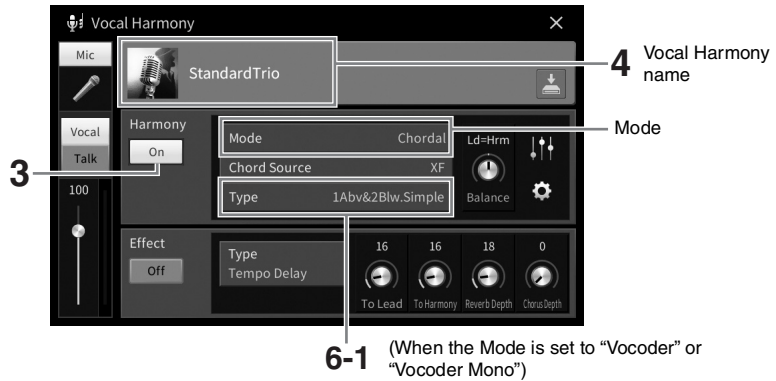 Vocal Harmony
Mic
StandardTrio
4 Vocal Harmony
name
Vocal
Talk
Harmony
On
Mode Chordal
Chord Source XF
Type 1Abv&2Blw.Simple
Ld=Hrm
Balance
Mode
3
100
Effect
Off
Type
Tempo Delay
16
To Lead
16
To Harmony
18
Reverb Depth
0
Chorus Depth
6-1 (When the Mode is set to “Vocoder” or
“Vocoder Mono”)